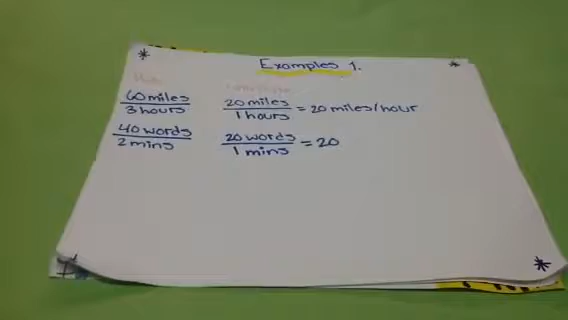 Examples 1.
60 miles 20 miles = 20 miles/hour
3 hours 1 hours
40 words 20 words = 20
2 mins 1 mins